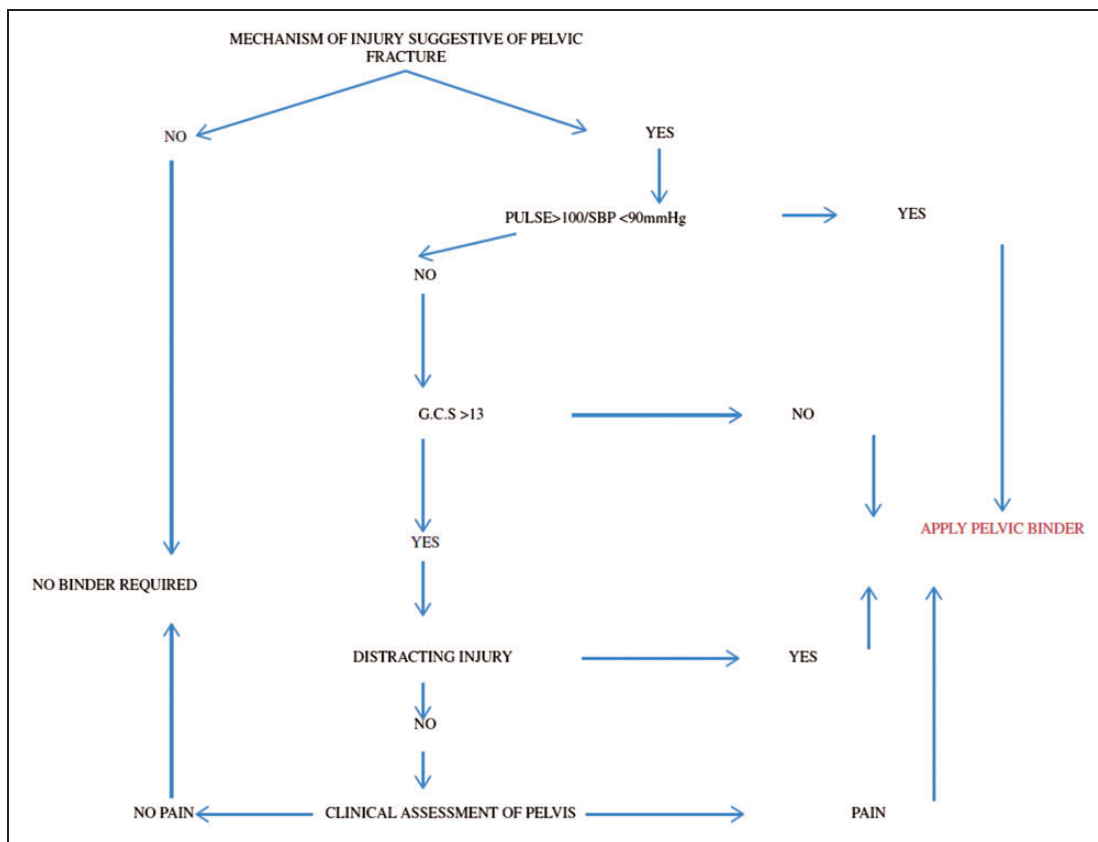 MECHANISM OF INJURY SUGGESTIVE OF PELVIC
FRACTURE
NO
YES
PULSE>100/SBP <90mmHg
YES
NO
G.C.S >13
NO
APPLY PELVIC BINDER
YES
NO BINDER REQUIRED
DISTRACTING INJURY
YES
NO
NO PAIN
CLINICAL ASSESSMENT OF PELVIS
PAIN